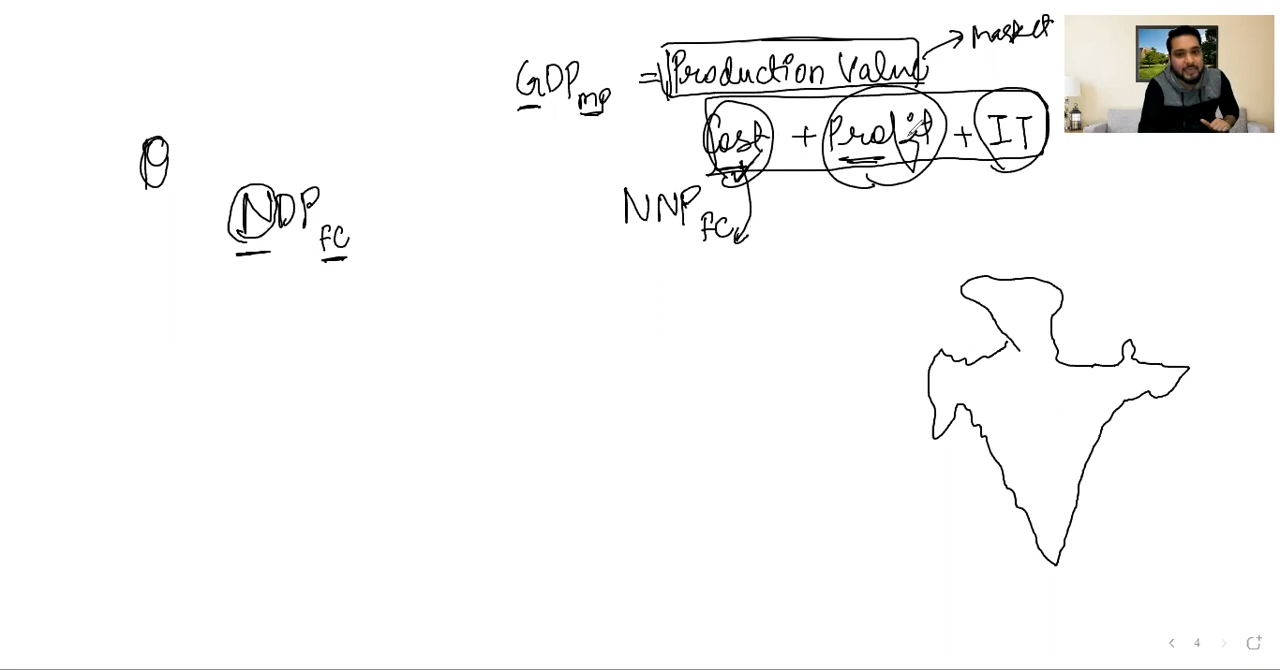 GDP mp = Production Value → market
Cost + Profit + IT
NDP FC
NNP FC
4